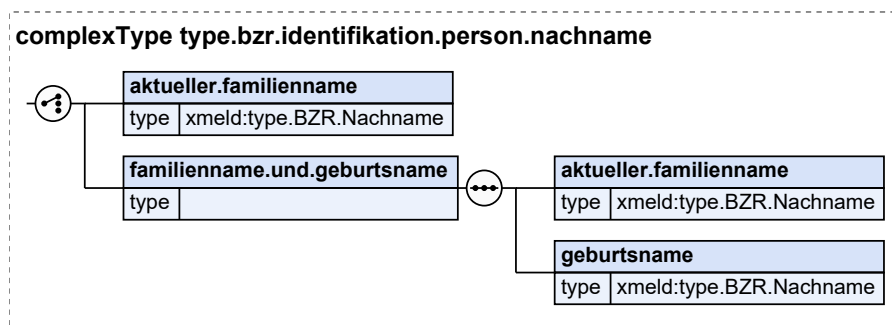 complexType type.bzr.identifikation.person.nachname
aktueller.familienname
type xmeld:type.BZR.Nachname
familienname.und.geburtsname
type
aktueller.familienname
type xmeld:type.BZR.Nachname
geburtsname
type xmeld:type.BZR.Nachname